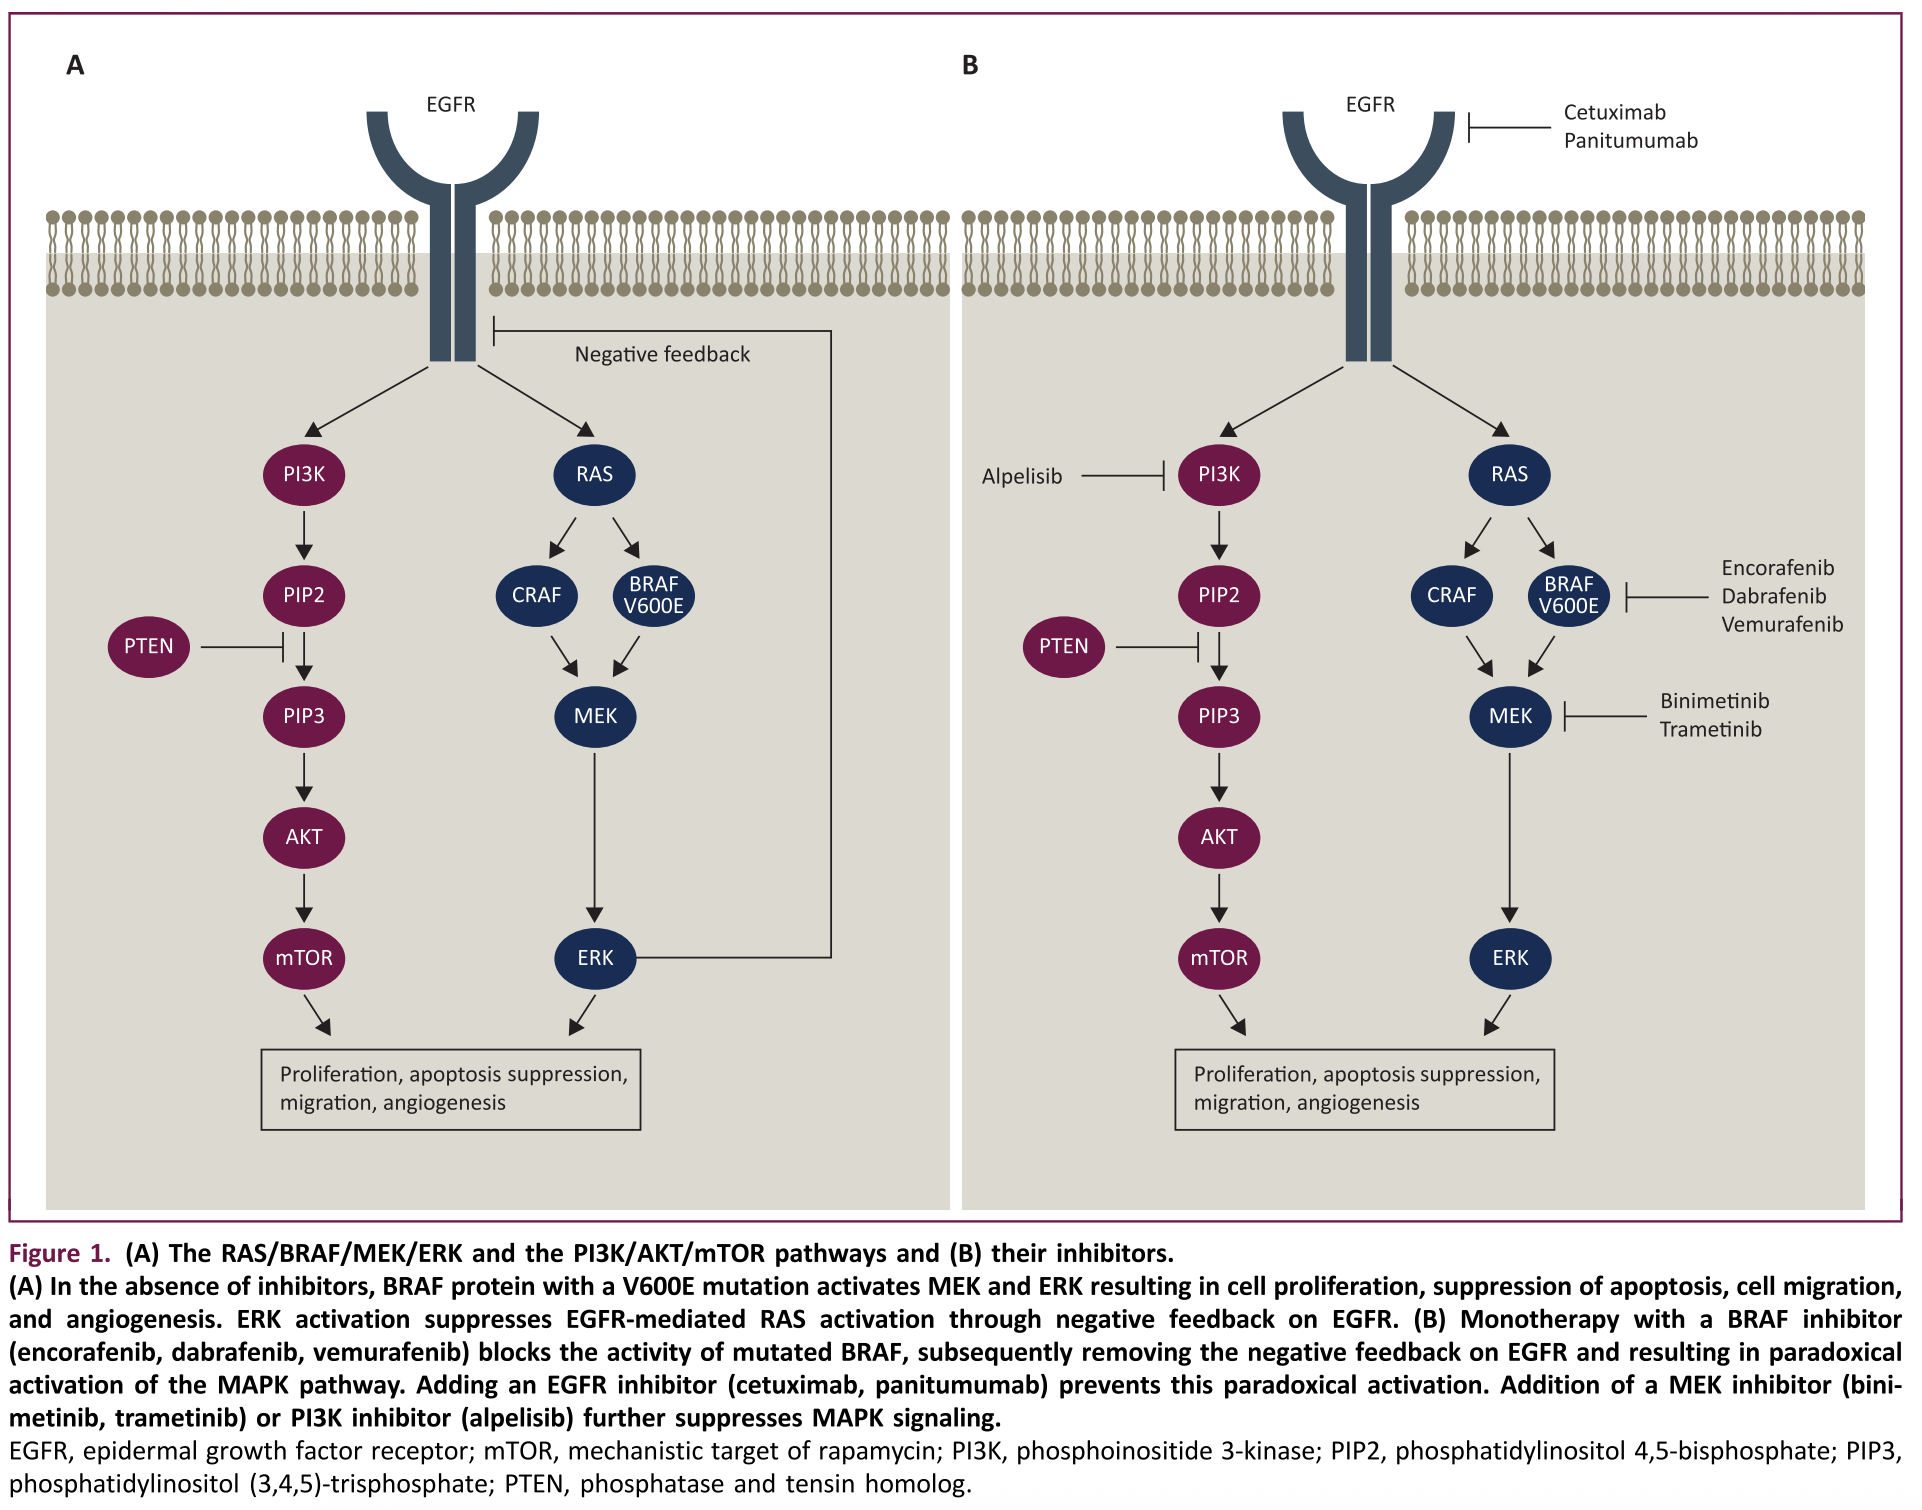 A
EGFR
Negative feedback
PI3K
RAS
PIP2
CRAF
BRAF
V600E
PTEN
PIP3
MEK
AKT
mTOR
ERK
Proliferation, apoptosis suppression,
migration, angiogenesis
B
EGFR
Cetuximab
Panitumumab
Alpelisib
PI3K
RAS
PIP2
CRAF
BRAF
V600E
Encorafenib
Dabrafenib
Vemurafenib
PTEN
PIP3
MEK
Binimetinib
Trametinib
AKT
mTOR
ERK
Proliferation, apoptosis suppression,
migration, angiogenesis
Figure 1. (A) The RAS/BRAF/MEK/ERK and the PI3K/AKT/mTOR pathways and (B) their inhibitors.
(A) In the absence of inhibitors, BRAF protein with a V600E mutation activates MEK and ERK resulting in cell proliferation, suppression of apoptosis, cell migration,
and angiogenesis. ERK activation suppresses EGFR-mediated RAS activation through negative feedback on EGFR. (B) Monotherapy with a BRAF inhibitor
(encorafenib, dabrafenib, vemurafenib) blocks the activity of mutated BRAF, subsequently removing the negative feedback on EGFR and resulting in paradoxical
activation of the MAPK pathway. Adding an EGFR inhibitor (cetuximab, panitumumab) prevents this paradoxical activation. Addition of a MEK inhibitor (bini-
metinib, trametinib) or PI3K inhibitor (alpelisib) further suppresses MAPK signaling.
EGFR, epidermal growth factor receptor; mTOR, mechanistic target of rapamycin; PI3K, phosphoinositide 3-kinase; PIP2, phosphatidylinositol 4,5-bisphosphate; PIP3,
phosphatidylinositol (3,4,5)-trisphosphate; PTEN, phosphatase and tensin homolog.